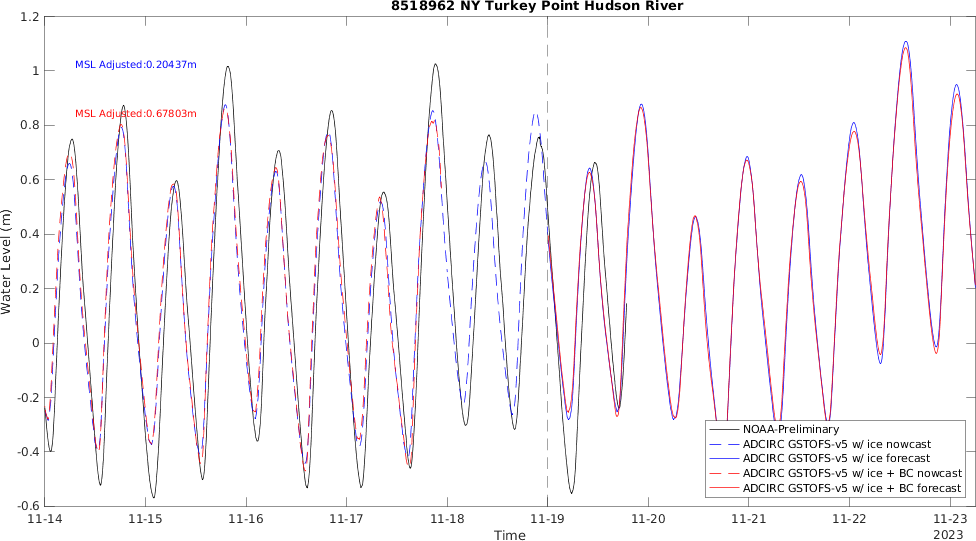 8518962 NY Turkey Point Hudson River
1.2
MSL Adjusted:0.20437m
1
MSL Adjusted:0.67803m
0.8
0.6
0.4
Water Level (m)
0.2
0
-0.2
NOAA-Preliminary
ADCIRC GSTOFS-v5 w/ ice nowcast
-0.4
ADCIRC GSTOFS-v5 w/ ice forecast
ADCIRC GSTOFS-v5 w/ ice + BC nowcast
ADCIRC GSTOFS-v5 w/ ice + BC forecast
-0.6
11-14 11-15 11-16 11-17 11-18 11-19 11-20 11-21 11-22 11-23
Time 2023